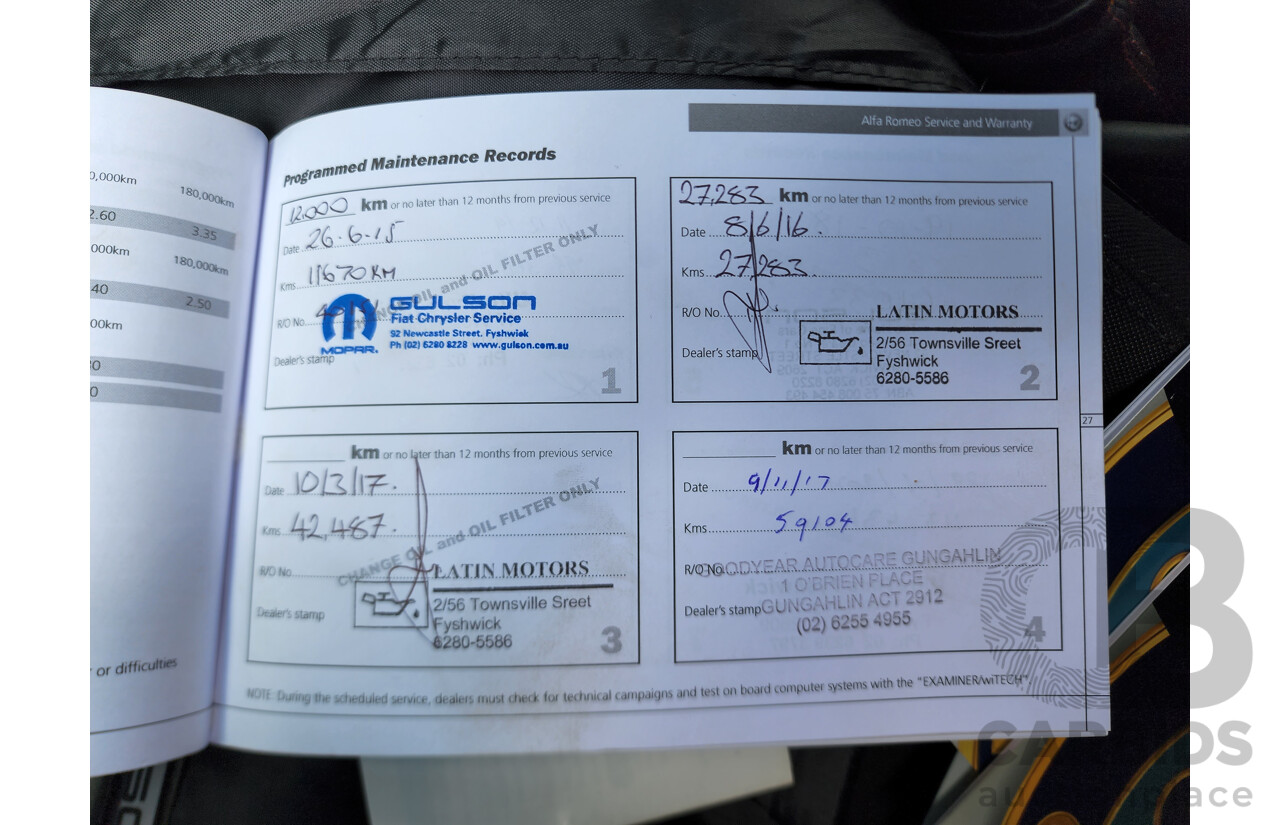 Alfa Romeo Service and Warranty
0,000km 180,000km
2.60 3.35
000km 180,000km
40 2.50
00km
0
0
or difficulties
Programmed Maintenance Records
12,000 km or no later than 12 months from previous service
Date 26.6.15
Kms 11670 KM
CHANGE OIL and OIL FILTER ONLY
R/O No.
GULSON
Fiat-Chrysler Service
92 Newcastle Street, Fyshwick
Ph (02) 6280 8228 www.gulson.com.au
MOPAR.
Dealer's stamp
1
27,283 km or no later than 12 months from previous service
Date 8/6/16.
Kms 27,283.
R/O No.
Dealer's stamp
LATIN MOTORS
2/56 Townsville Sreet
Fyshwick
6280-5586
2
km or no later than 12 months from previous service
Date 10/3/17.
Kms 42,487.
CHANGE OIL and OIL FILTER ONLY
R/O No
Dealer's stamp
LATIN MOTORS
2/56 Townsville Sreet
Fyshwick
6280-5586
3
km or no later than 12 months from previous service
Date 9/11/17
Kms 59104
R/O No.
GOODYEAR AUTOCARE GUNGAHLIN
1 O'BRIEN PLACE
Dealer's stamp GUNGAHLIN ACT 2912
(02) 6255 4955
4
27
NOTE: During the scheduled service, dealers must check for technical campaigns and test on board computer systems with the "EXAMINER/wiTECH".